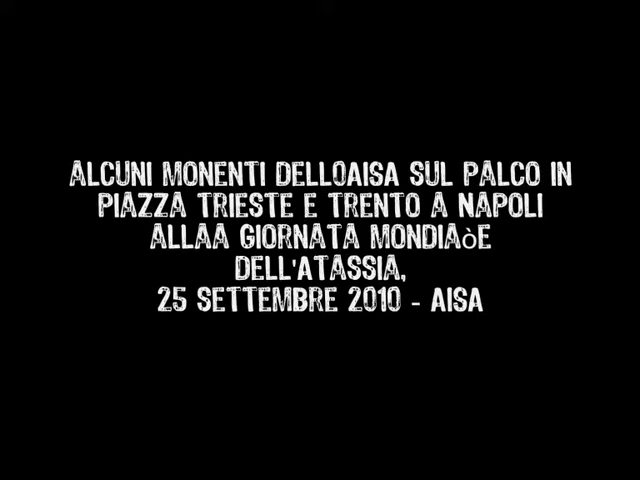 ALCUNI MONENTI DELLOAISA SUL PALCO IN
PIAZZA TRIESTE E TRENTO A NAPOLI
ALLAA GIORNATA MONDIAòE
DELL'ATASSIA,
25 SETTEMBRE 2010 - AISA